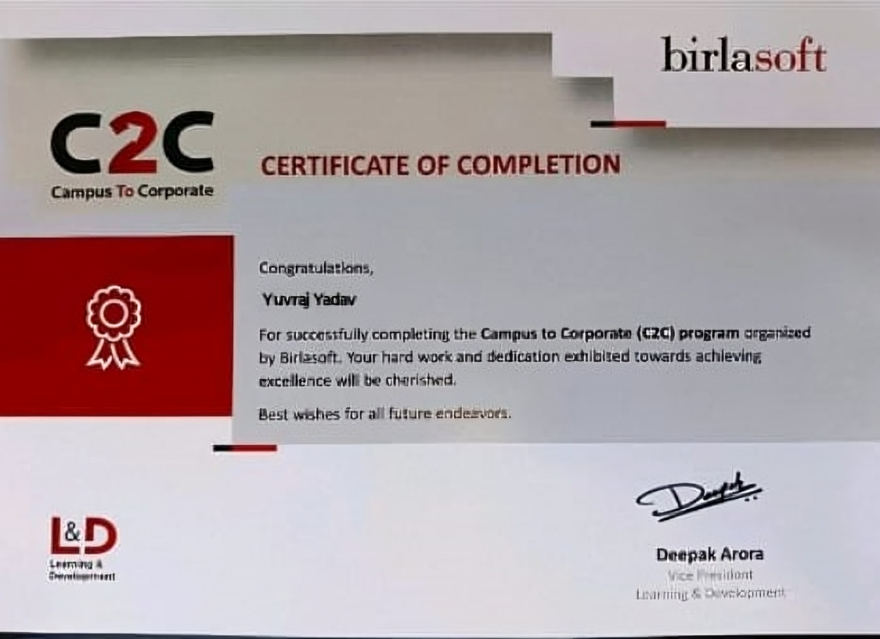 birlasoft
C2C
Campus To Corporate
CERTIFICATE OF COMPLETION
Congratulations,
Yuvraj Yadav
For successfully completing the Campus to Corporate (C2C) program organized
by Birlasoft. Your hard work and dedication exhibited towards achieving
excellence will be cherished.
Best wishes for all future endeavors.
L&D
Learning &
Development
Deepak
Deepak Arora
Vice President
Learning & Development